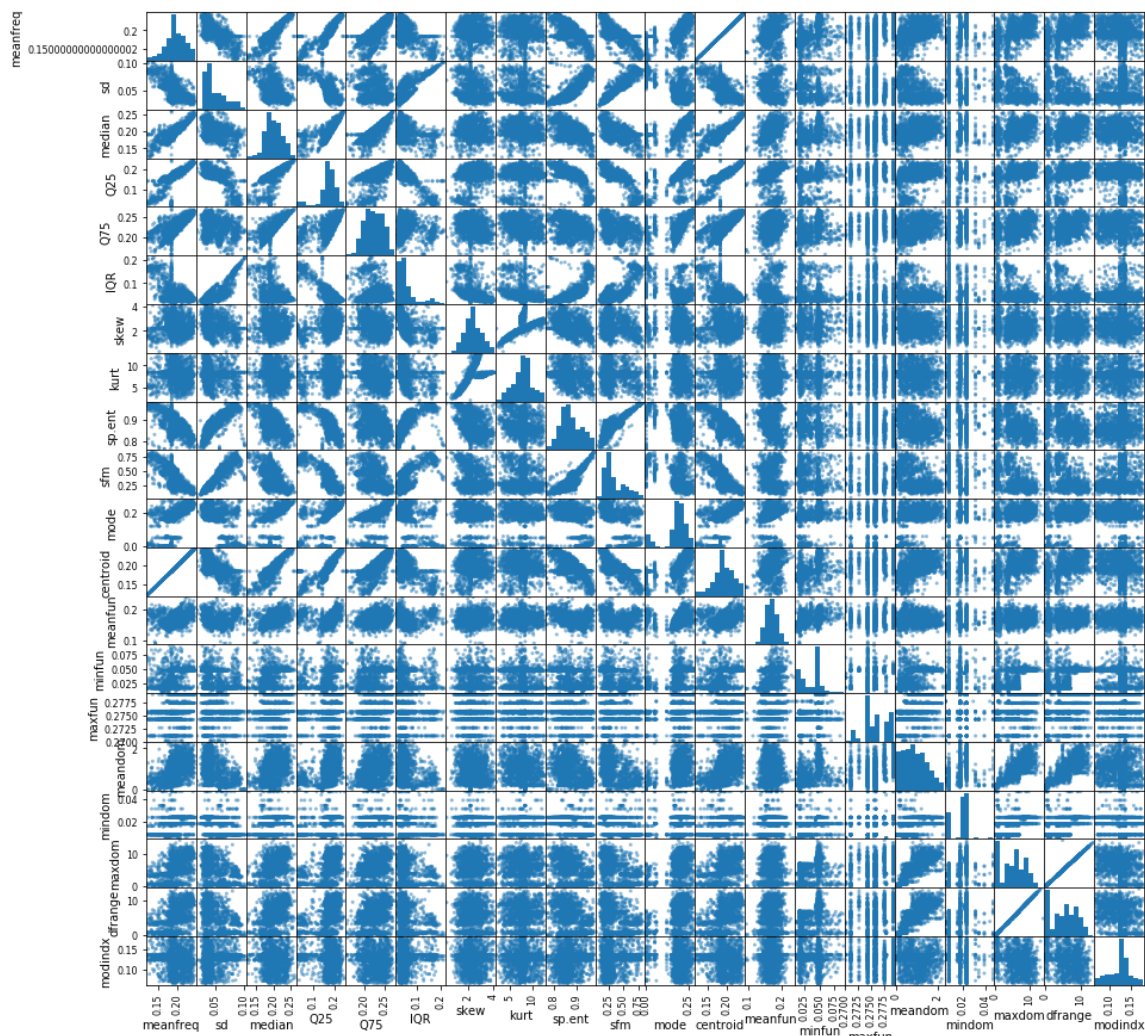 meanfreq
0.2
0.15000000000000002
sd
0.10
0.05
median
0.25
0.20
0.15
Q25
0.2
0.1
Q75
0.25
0.20
IQR
0.2
0.1
skew
4
2
kurt
10
5
sp.ent
0.9
0.8
sfm
0.75
0.50
0.25
mode
0.2
0.0
centroid
0.20
0.15
meanfun
0.2
0.1
minfun
0.075
0.050
0.025
maxfun
0.2775
0.2750
0.2725
0.2700
meandom
2
0
mindom
0.04
0.02
maxdom
10
0
dfrange
10
0
modindx
0.15
0.10
0.15 0.20 0.05 0.10 0.15 0.20 0.25 0.1 0.2 0.20 0.25 0.1 0.2 2 4 5 10 0.8 0.9 0.25 0.50 0.75 0.00 0.25 0.15 0.20 0.1 0.2 0.025 0.050 0.075 0.2700 0.2725 0.2750 0.2775 0 2 0.02 0.04 0 10 0 10 0.10 0.15
meanfreq sd median Q25 Q75 IQR skew kurt sp.ent sfm mode centroid meanfun minfun meandom mindom maxdom dfrange